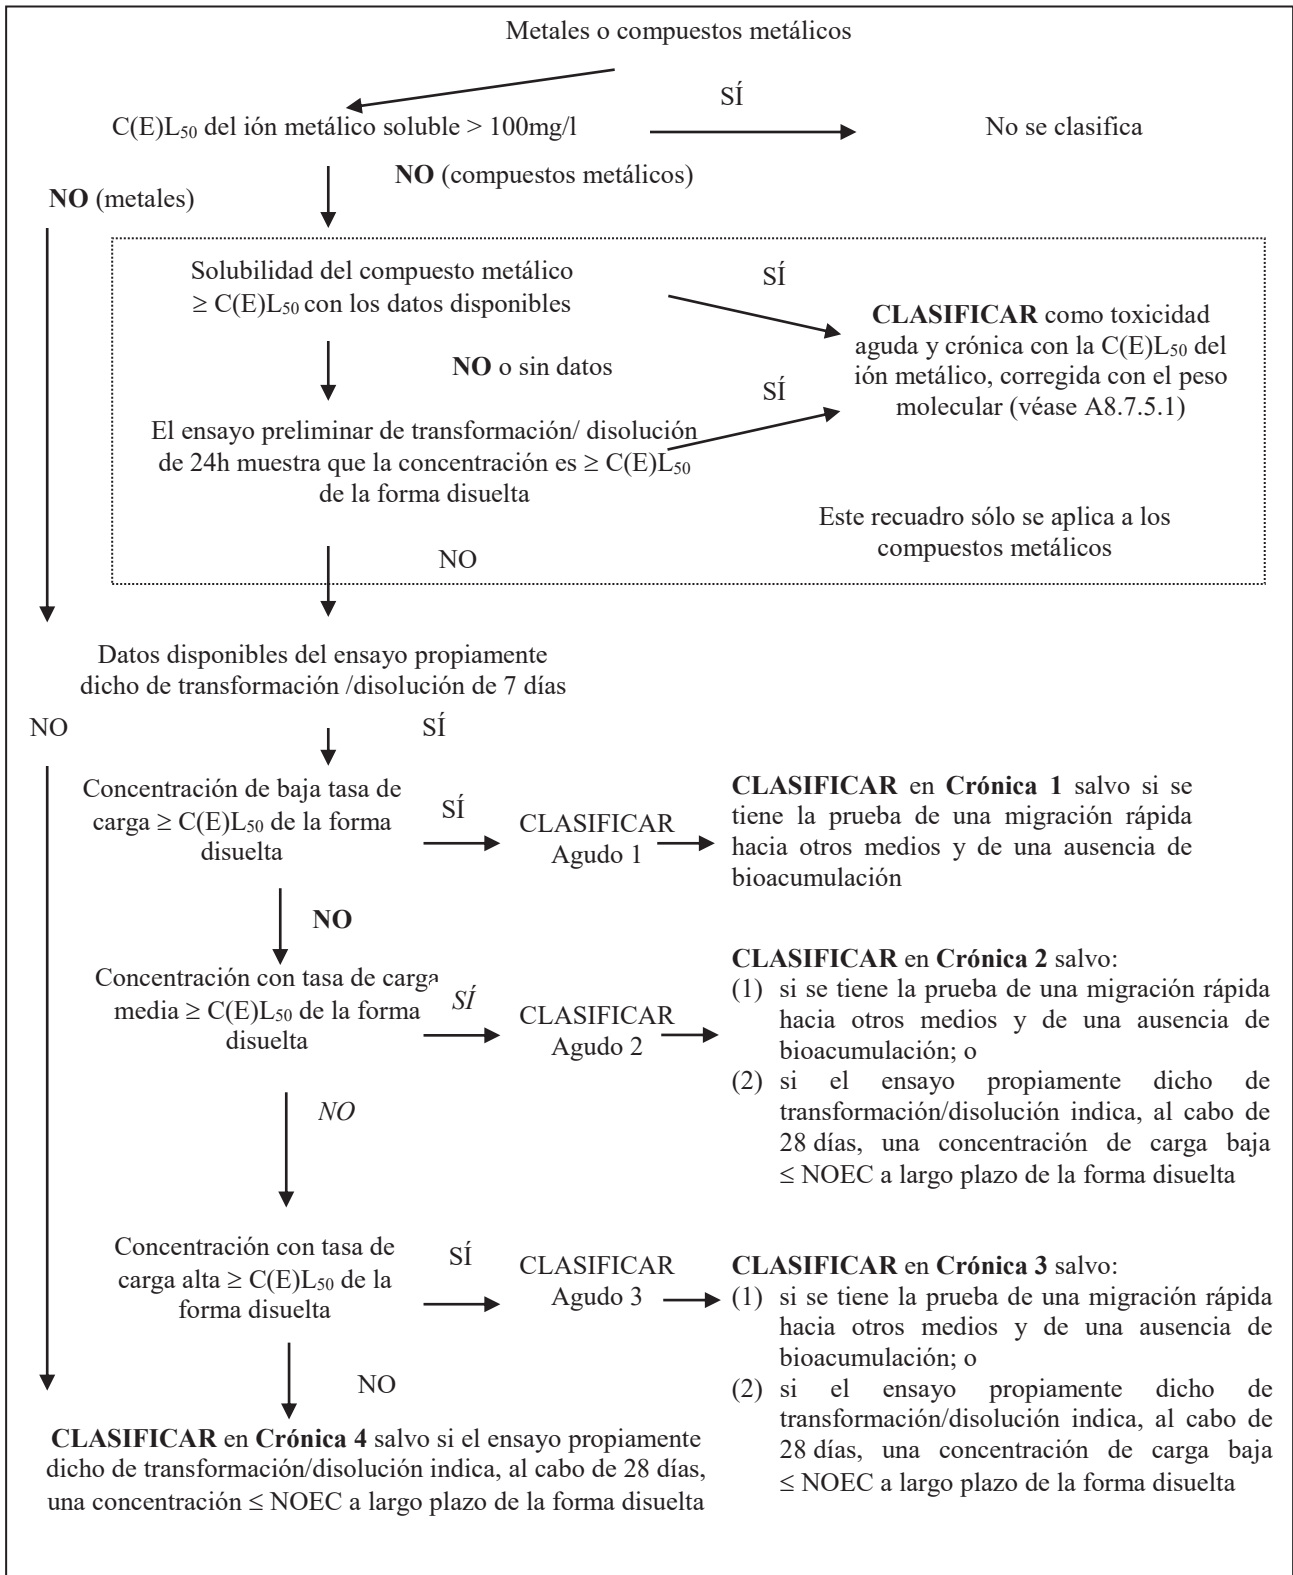 Metales o compuestos metálicos
SÍ
C(E)L50 del ión metálico soluble > 100mg/l
No se clasifica
NO (compuestos metálicos)
NO (metales)
Solubilidad del compuesto metálico
≥ C(E)L50 con los datos disponibles
SÍ
CLASIFICAR como toxicidad
aguda y crónica con la C(E)L50 del
ión metálico, corregida con el peso
molecular (véase A8.7.5.1)
NO o sin datos
SÍ
El ensayo preliminar de transformación/ disolución
de 24h muestra que la concentración es ≥ C(E)L50
de la forma disuelta
Este recuadro sólo se aplica a los
compuestos metálicos
NO
Datos disponibles del ensayo propiamente
dicho de transformación /disolución de 7 días
NO
SÍ
Concentración de baja tasa de
carga ≥ C(E)L50 de la forma
disuelta
SÍ
CLASIFICAR
Agudo 1
CLASIFICAR en Crónica 1 salvo si se
tiene la prueba de una migración rápida
hacia otros medios y de una ausencia de
bioacumulación
NO
Concentración con tasa de carga
media ≥ C(E)L50 de la forma
disuelta
SÍ
CLASIFICAR
Agudo 2
CLASIFICAR en Crónica 2 salvo:
(1) si se tiene la prueba de una migración rápida
hacia otros medios y de una ausencia de
bioacumulación; o
(2) si el ensayo propiamente dicho de
transformación/disolución indica, al cabo de
28 días, una concentración de carga baja
≤ NOEC a largo plazo de la forma disuelta
NO
Concentración con tasa de
carga alta ≥ C(E)L50 de la
forma disuelta
SÍ
CLASIFICAR
Agudo 3
CLASIFICAR en Crónica 3 salvo:
(1) si se tiene la prueba de una migración rápida
hacia otros medios y de una ausencia de
bioacumulación; o
(2) si el ensayo propiamente dicho de
transformación/disolución indica, al cabo de
28 días, una concentración de carga baja
≤ NOEC a largo plazo de la forma disuelta
NO
CLASIFICAR en Crónica 4 salvo si el ensayo propiamente
dicho de transformación/disolución indica, al cabo de 28 días,
una concentración ≤ NOEC a largo plazo de la forma disuelta